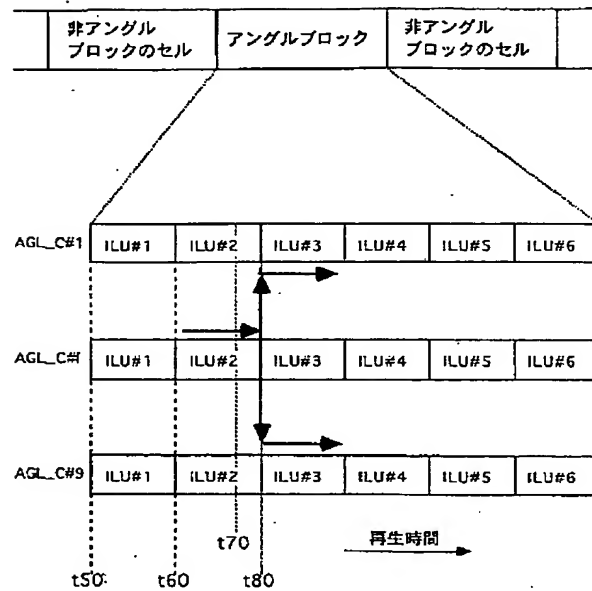 非アングル
ブロックのセル
アングルブロック
非アングル
ブロックのセル
AGL_C#1 ILU#1 ILU#2 ILU#3 ILU#4 ILU#5 ILU#6
AGL_C#f ILU#1 ILU#2 ILU#3 ILU#4 ILU#5 ILU#6
AGL_C#9 ILU#1 ILU#2 ILU#3 ILU#4 ILU#5 ILU#6
t70
再生時間
t50
t60
t80